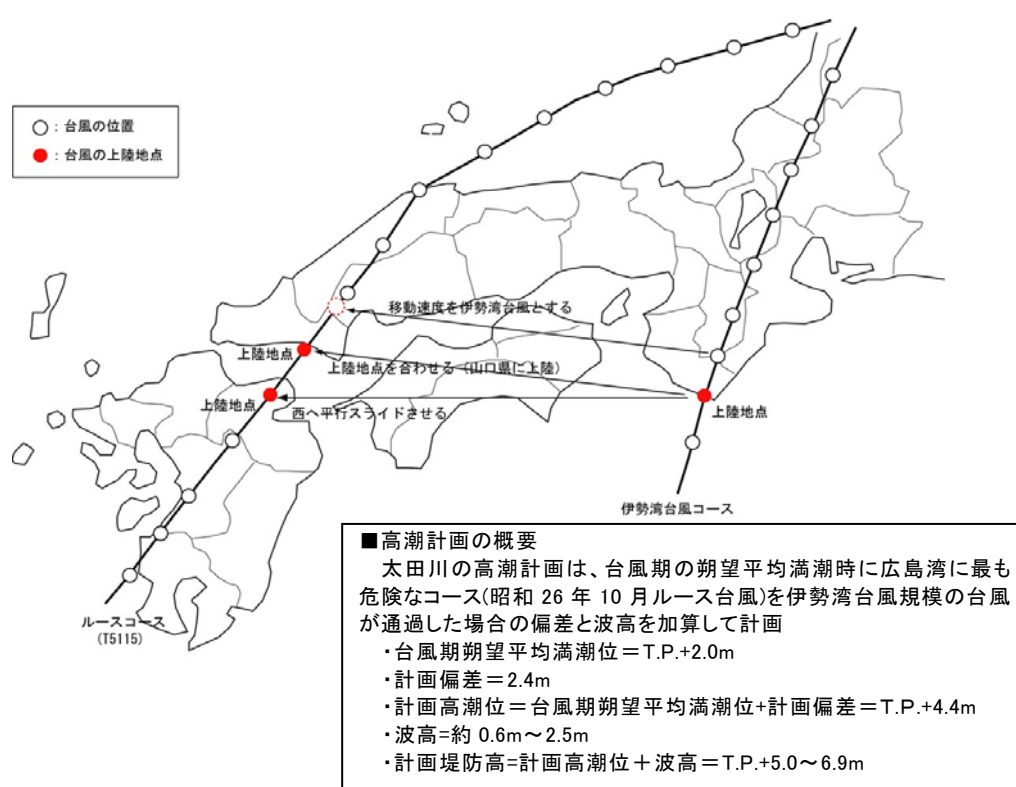 ○：台風の位置
●：台風の上陸地点
移動速度を伊勢湾台風とする
上陸地点
上陸地点を合わせる（山口県に上陸）
上陸地点
西へ平行スライドさせる
上陸地点
伊勢湾台風コース
ルースコース
(T5115)
■高潮計画の概要
太田川の高潮計画は、台風期の朔望平均満潮時に広島湾に最も
危険なコース(昭和 26 年 10 月ルース台風)を伊勢湾台風規模の台風
が通過した場合の偏差と波高を加算して計画
・台風期朔望平均満潮位＝T.P.+2.0m
・計画偏差＝2.4m
・計画高潮位＝台風期朔望平均満潮位+計画偏差＝T.P.+4.4m
・波高=約 0.6m～2.5m
・計画堤防高=計画高潮位＋波高＝T.P.+5.0～6.9m